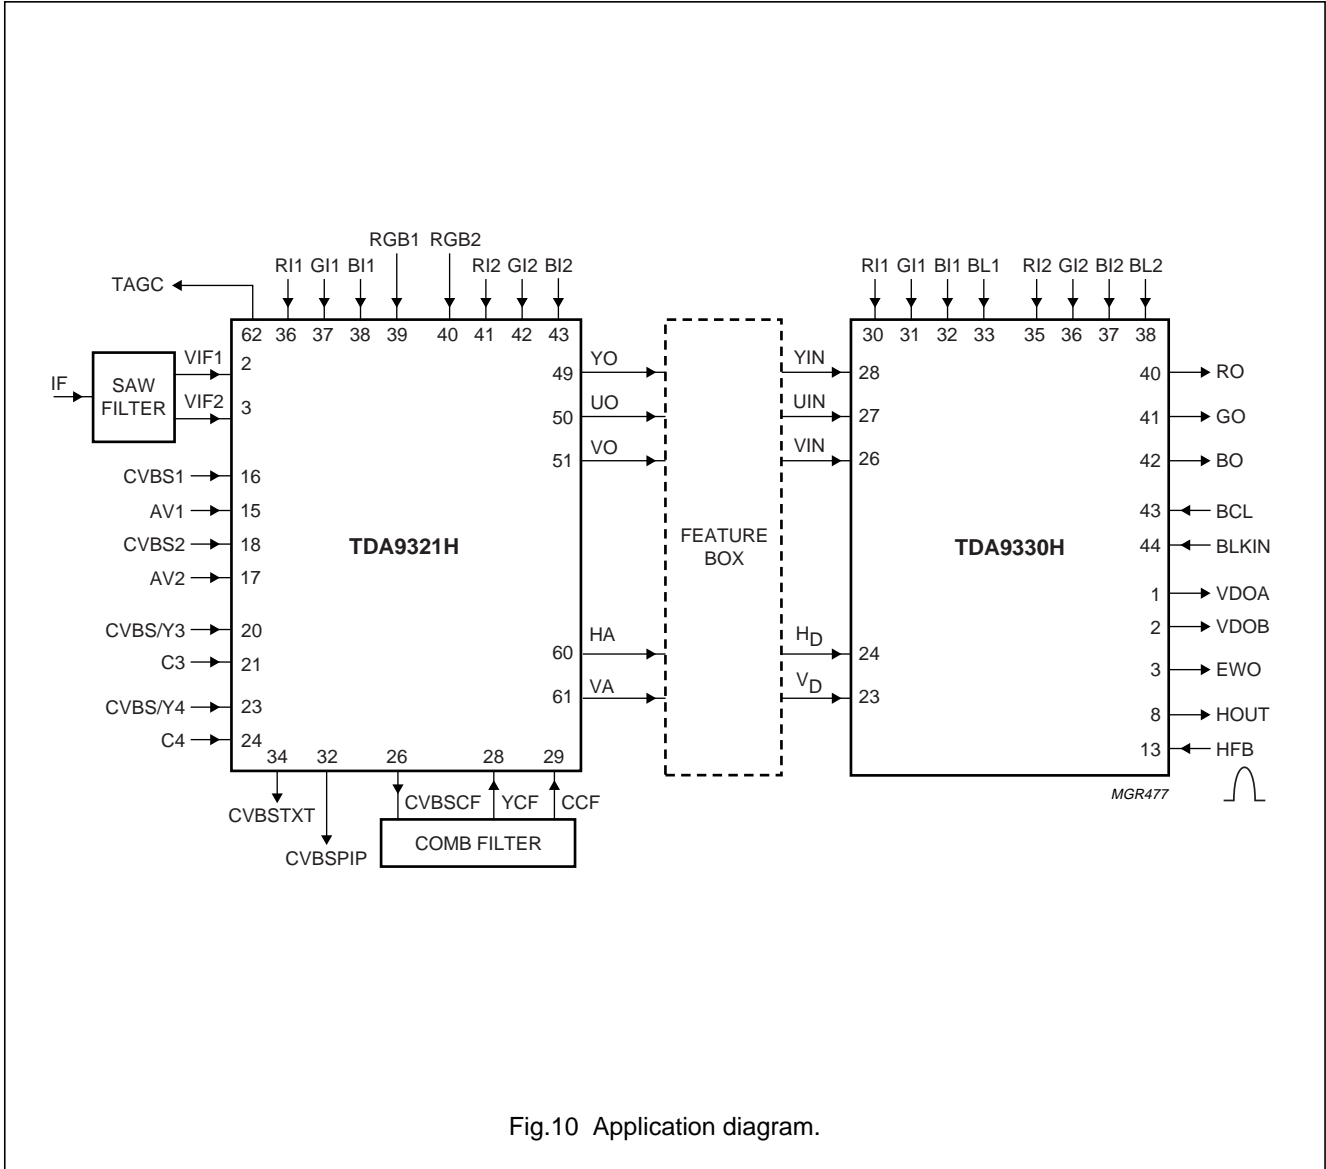 RGB1 RGB2
RI1 GI1 BI1 RI2 GI2 BI2
RI1 GI1 BI1 BL1 RI2 GI2 BI2 BL2
TAGC
62 36 37 38 39 40 41 42 43
30 31 32 33 35 36 37 38
IF
SAW
FILTER
VIF1 2
VIF2 3
CVBS1 16
AV1 15
CVBS2 18
AV2 17
CVBS/Y3 20
C3 21
CVBS/Y4 23
C4 24
TDA9321H
49 YO
50 UO
51 VO
60 HA
61 VA
34 32 26 28 29
CVBSTXT
CVBSPIP
CVBSCF YCF CCF
COMB FILTER
FEATURE
BOX
YIN 28
UIN 27
VIN 26
HD 24
VD 23
TDA9330H
40 RO
41 GO
42 BO
43 BCL
44 BLKIN
1 VDOA
2 VDOB
3 EWO
8 HOUT
13 HFB
MGR477
Fig.10 Application diagram.